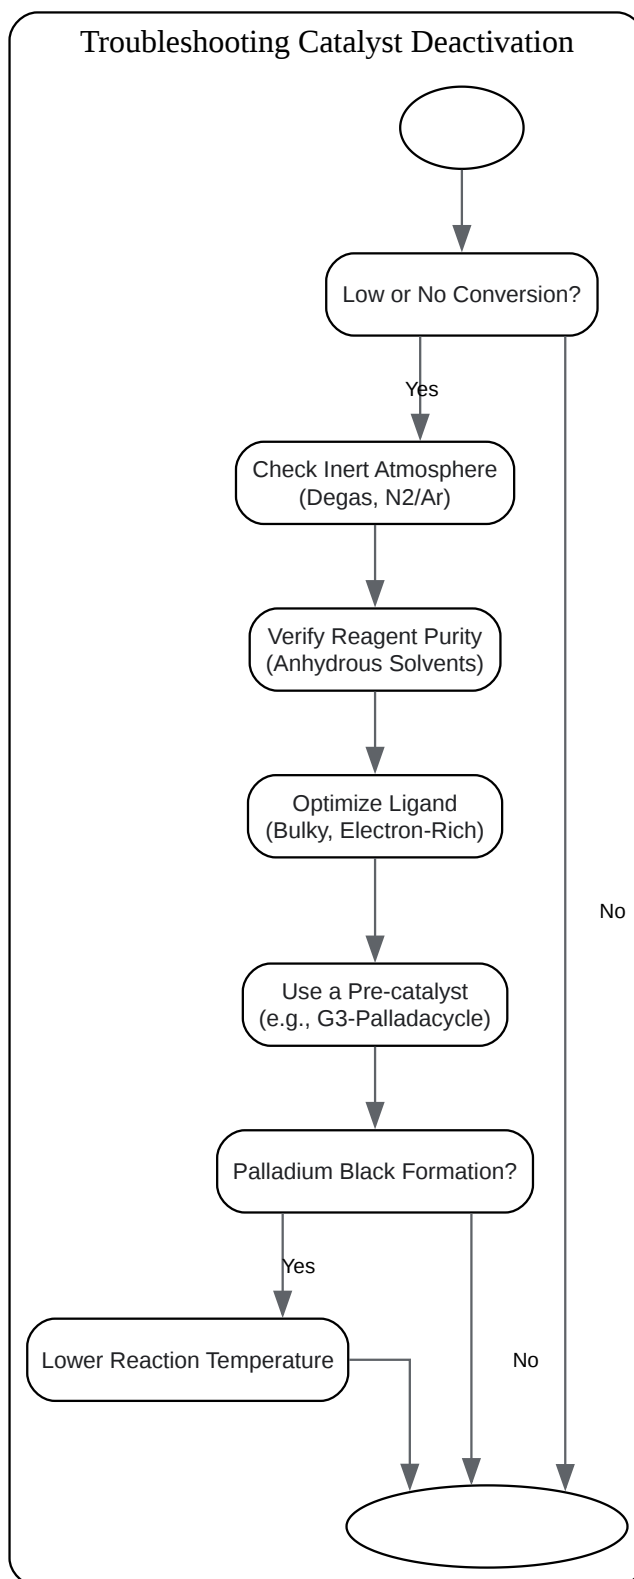 Troubleshooting Catalyst Deactivation
Low or No Conversion?
Yes
Check Inert Atmosphere
(Degas, N2/Ar)
Verify Reagent Purity
(Anhydrous Solvents)
Optimize Ligand
(Bulky, Electron-Rich)
No
Use a Pre-catalyst
(e.g., G3-Palladacycle)
Palladium Black Formation?
Yes
Lower Reaction Temperature
No